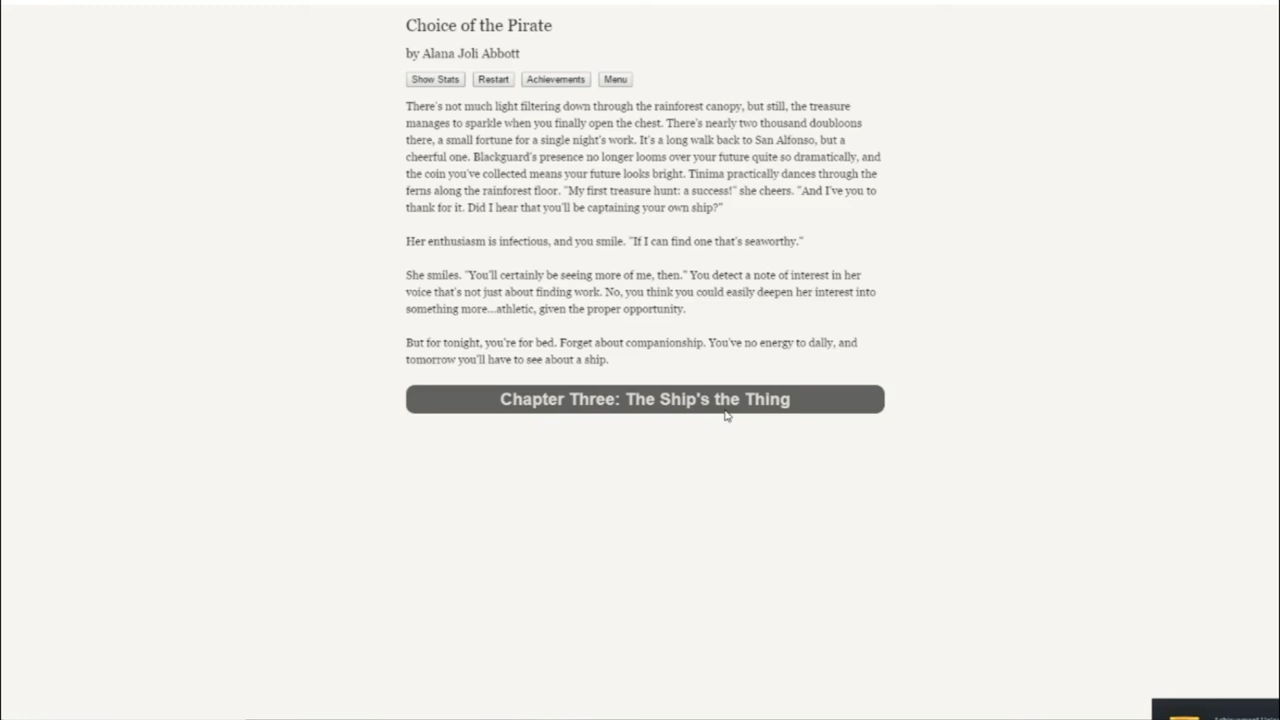 Choice of the Pirate
by Alana Joli Abbott
Show Stats Restart Achievements Menu
There's not much light filtering down through the rainforest canopy, but still, the treasure
manages to sparkle when you finally open the chest. There's nearly two thousand doubloons
there, a small fortune for a single night's work. It's a long walk back to San Alfonso, but a
cheerful one. Blackguard's presence no longer looms over your future quite so dramatically, and
the coin you've collected means your future looks bright. Tinima practically dances through the
ferns along the rainforest floor. "My first treasure hunt: a success!" she cheers. "And I've you to
thank for it. Did I hear that you'll be captaining your own ship?"
Her enthusiasm is infectious, and you smile. "If I can find one that's seaworthy."
She smiles. "You'll certainly be seeing more of me, then." You detect a note of interest in her
voice that's not just about finding work. No, you think you could easily deepen her interest into
something more...athletic, given the proper opportunity.
But for tonight, you're for bed. Forget about companionship. You've no energy to dally, and
tomorrow you'll have to see about a ship.
Chapter Three: The Ship's the Thing